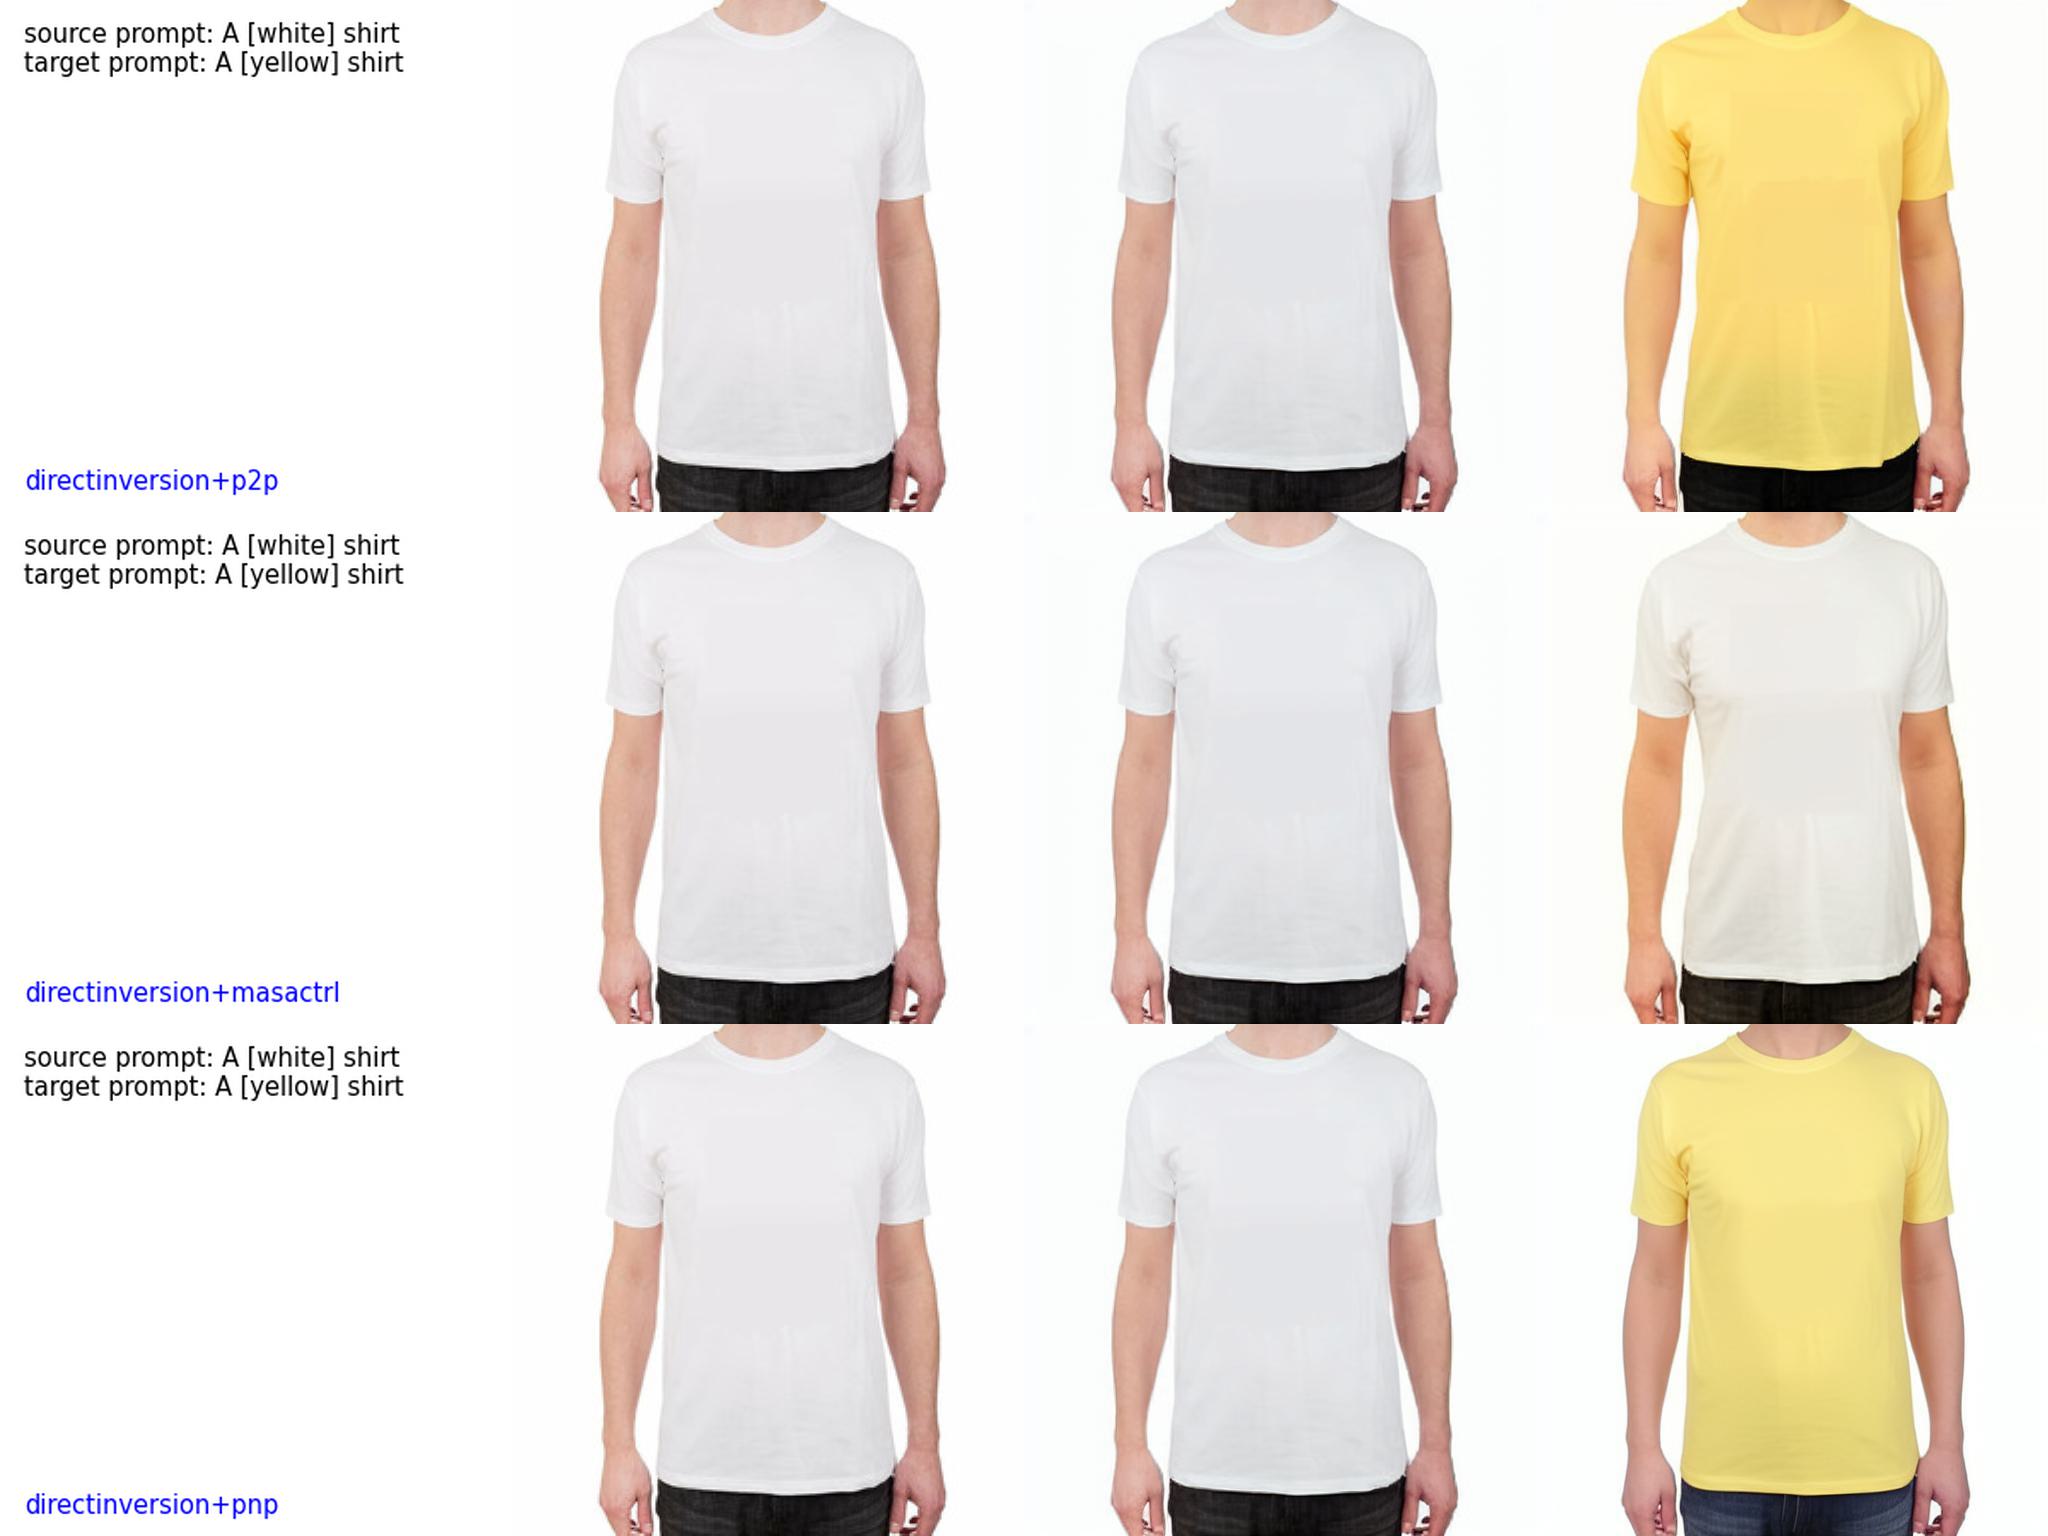 source prompt: A [white] shirt
target prompt: A [yellow] shirt
directinversion+p2p
source prompt: A [white] shirt
target prompt: A [yellow] shirt
directinversion+masactrl
source prompt: A [white] shirt
target prompt: A [yellow] shirt
directinversion+pnp